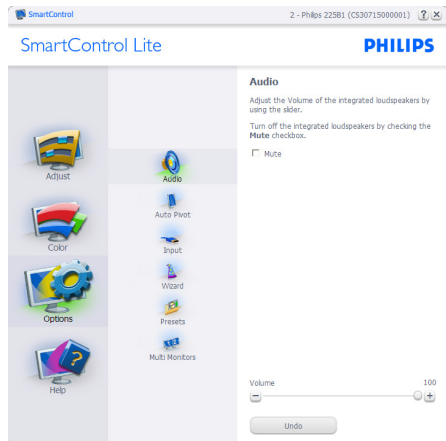 SmartControl
2 - Philips 225B1 (CS30715000001)
SmartControl Lite
PHILIPS
Adjust
Color
Options
Help
Audio
Auto Pivot
Input
Wizard
Presets
Multi Monitors
Audio
Adjust the Volume of the integrated loudspeakers by
using the slider.
Turn off the integrated loudspeakers by checking the
Mute checkbox.
Mute
Volume 100
Undo